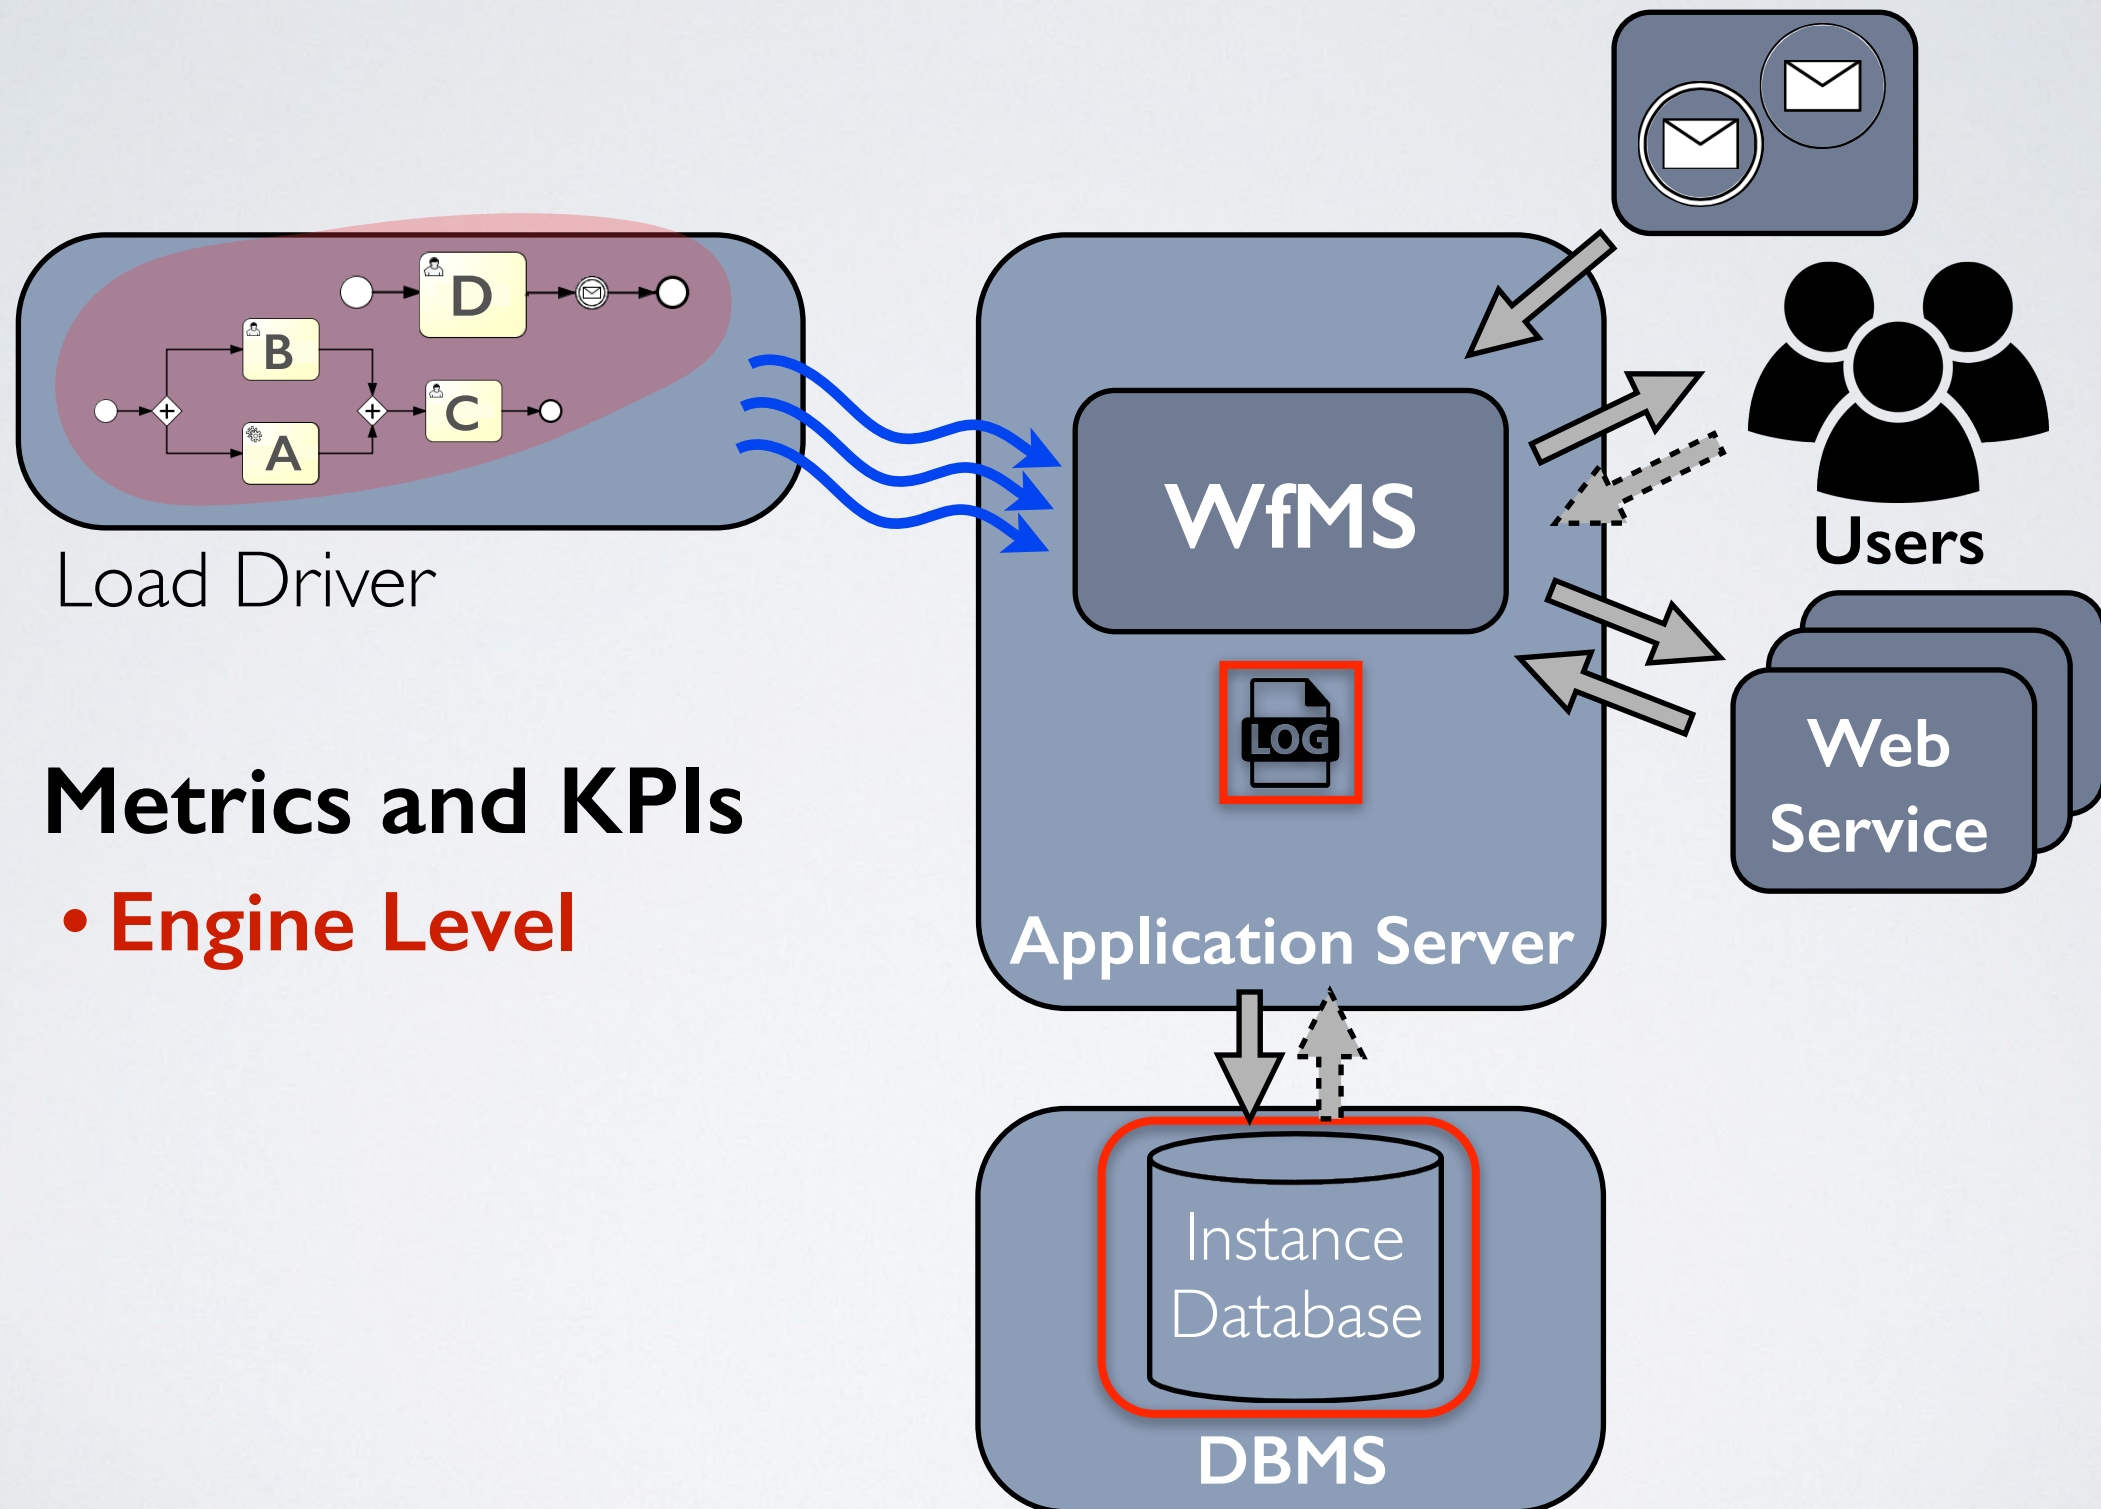 D
B
A
C
Load Driver
WfMS
LOG
Users
Web
Service
Metrics and KPIs
• Engine Level
Application Server
Instance
Database
DBMS